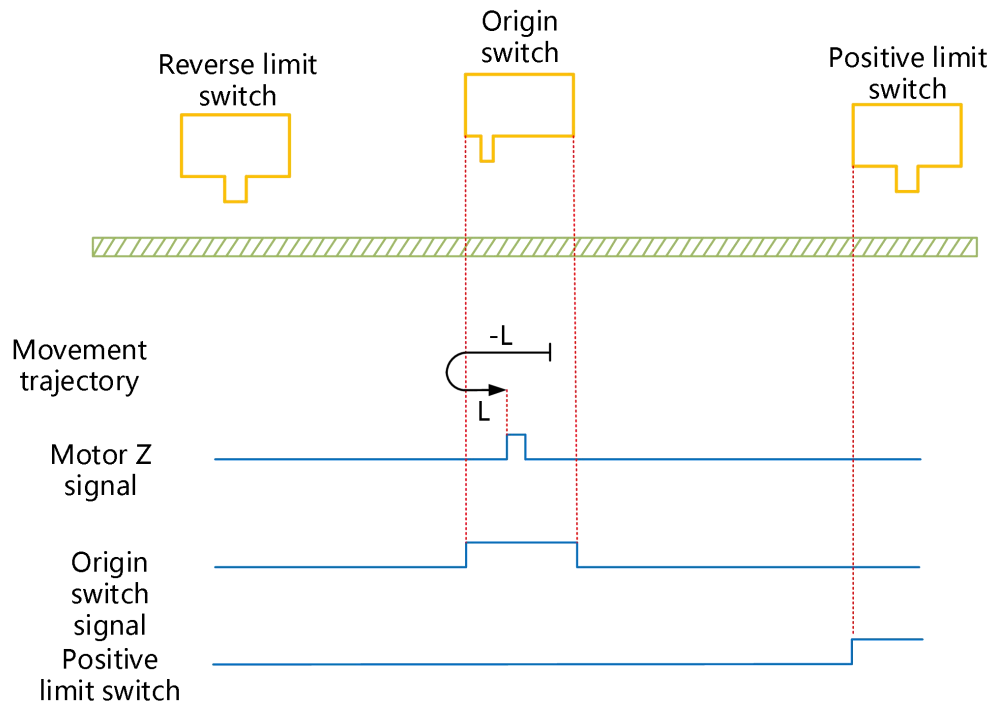 Origin
switch
Reverse limit
switch
Positive limit
switch
Movement
trajectory
-L
L
Motor Z
signal
Origin
switch
signal
Positive
limit switch